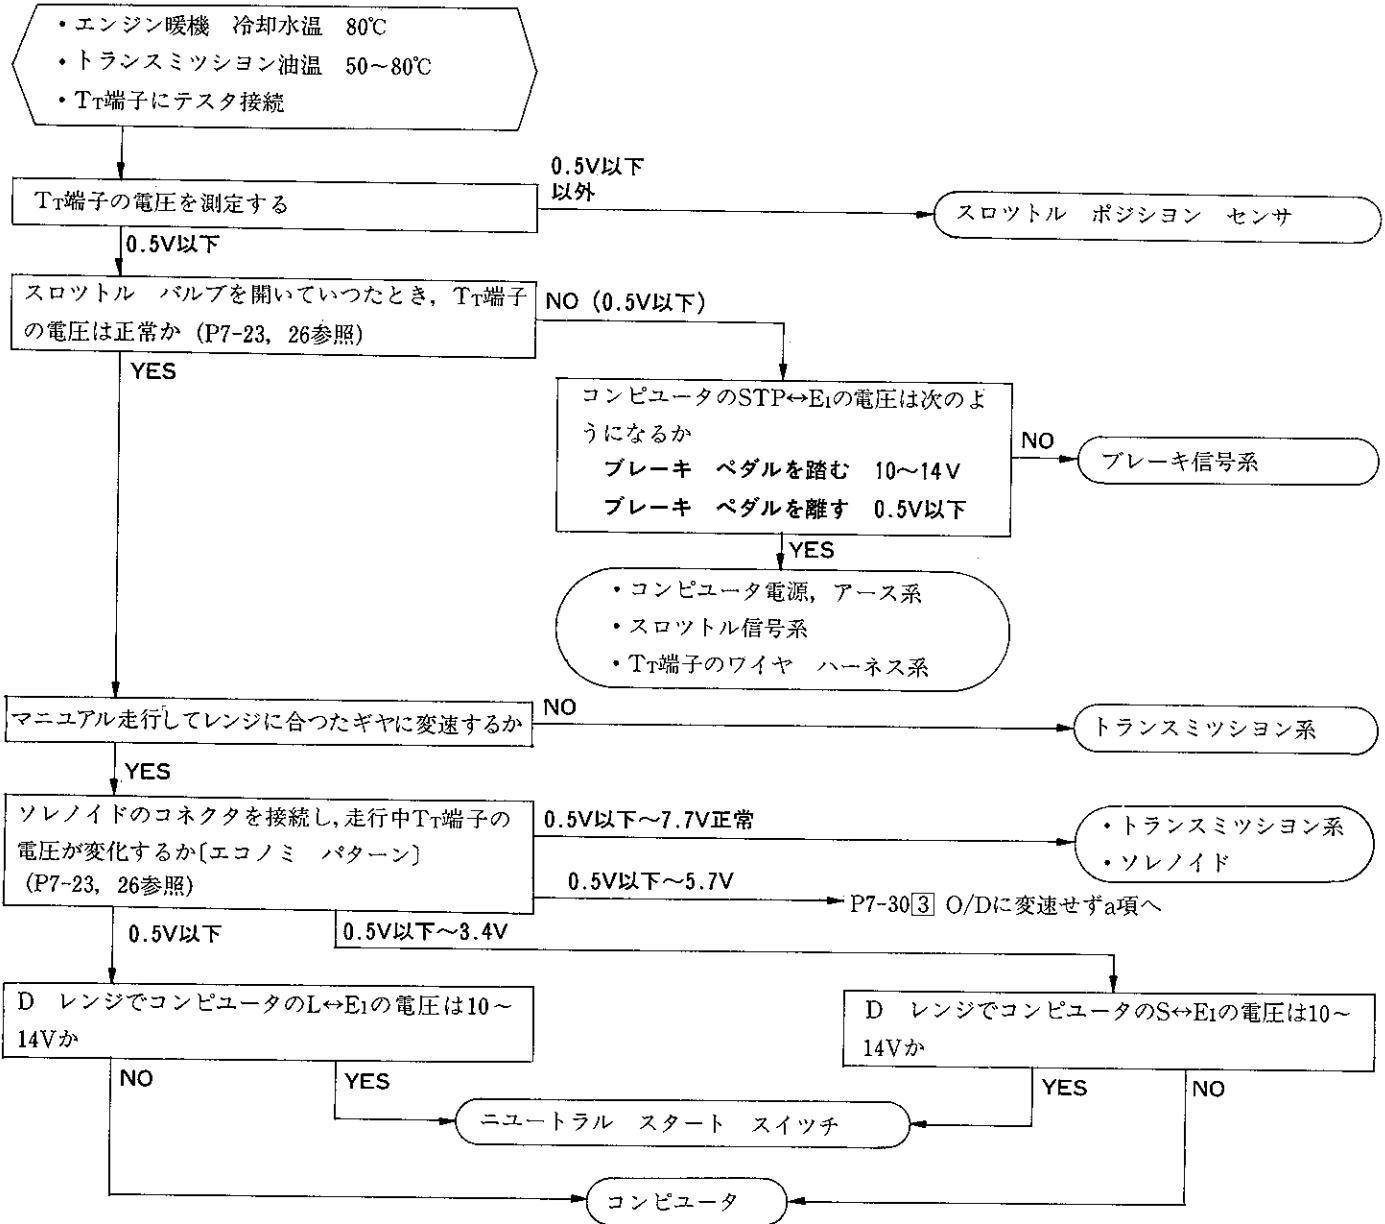 ・エンジン暖機　冷却水温　80℃
・トランスミツシヨン油温　50～80℃
・TT端子にテスタ接続
TT端子の電圧を測定する
0.5V以下
以外
スロツトル　ポジシヨン　センサ
0.5V以下
スロツトル　バルブを開いていつたとき，TT端子
の電圧は正常か (P7-23，26参照)
NO (0.5V以下)
YES
コンピユータのSTP↔E1の電圧は次のよ
うになるか
ブレーキ　ペダルを踏む　10～14V
ブレーキ　ペダルを離す　0.5V以下
NO
ブレーキ信号系
YES
・コンピユータ電源，アース系
・スロツトル信号系
・TT端子のワイヤ　ハーネス系
マニユアル走行してレンジに合つたギヤに変速するか
NO
トランスミツシヨン系
YES
ソレノイドのコネクタを接続し，走行中TT端子の
電圧が変化するか〔エコノミ　パターン〕
(P7-23，26参照)
0.5V以下～7.7V正常
・トランスミツシヨン系
・ソレノイド
0.5V以下～5.7V
P7-30 3 O/Dに変速せずa項へ
0.5V以下
0.5V以下～3.4V
D　レンジでコンピユータのL↔E1の電圧は10～
14Vか
D　レンジでコンピユータのS↔E1の電圧は10～
14Vか
NO
YES
YES
NO
ニユートラル　スタート　スイツチ
コンピユータ